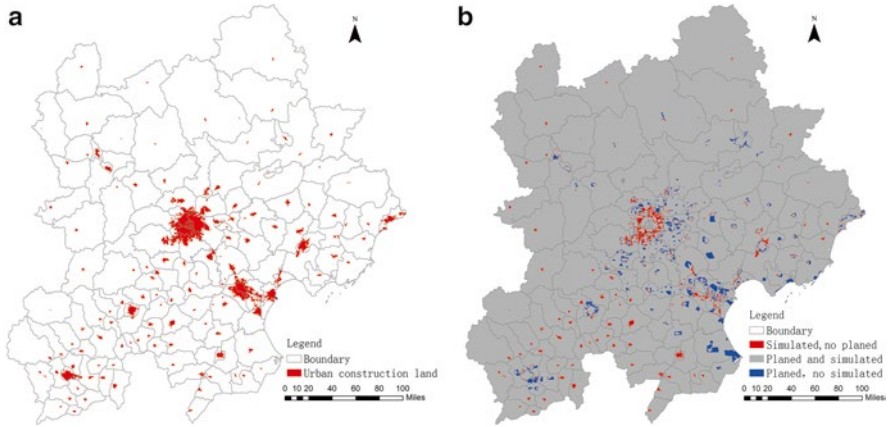 a
N
Legend
Boundary
Urban construction land
0 10 20 40 60 80 100
Miles
b
N
Legend
Boundary
Simulated,no planed
Planed and simulated
Planed, no simulated
0 10 20 40 60 80 100
Miles